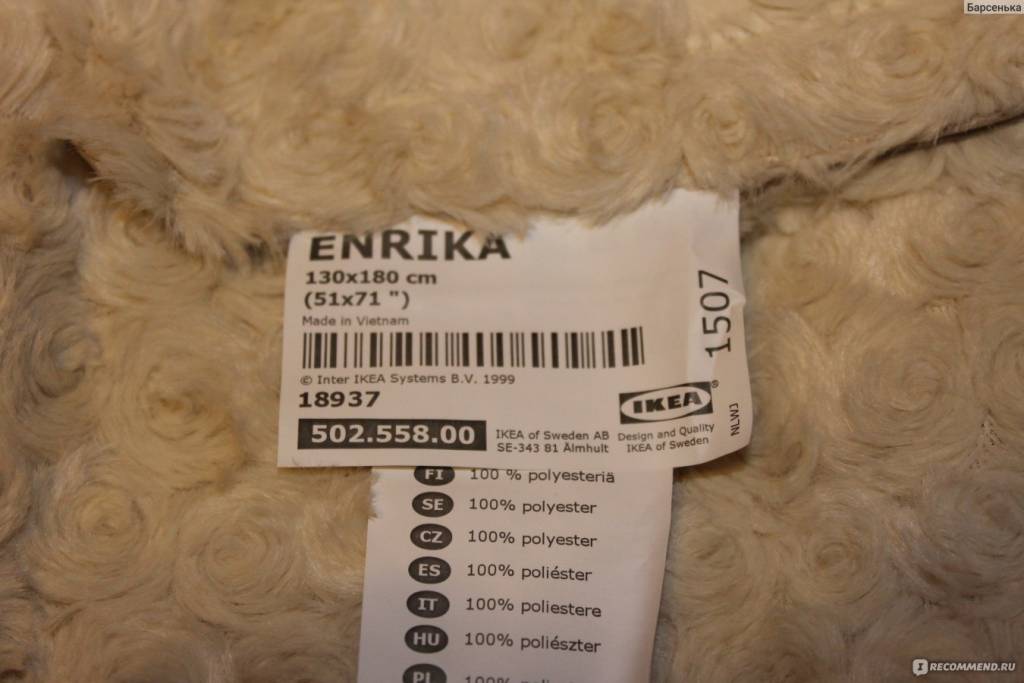 Барсенька
ENRIKA
130x180 cm
(51x71 ")
Made in Vietnam
© Inter IKEA Systems B.V. 1999
18937
502.558.00
IKEA of Sweden AB
SE-343 81 Älmhult
1507
NLWJ
IKEA®
Design and Quality
IKEA of Sweden
FI 100 % polyesteriä
SE 100% polyester
CZ 100% polyester
ES 100% poliéster
IT 100% poliestere
HU 100% poliészter
PL 100%
IRECOMMEND.RU